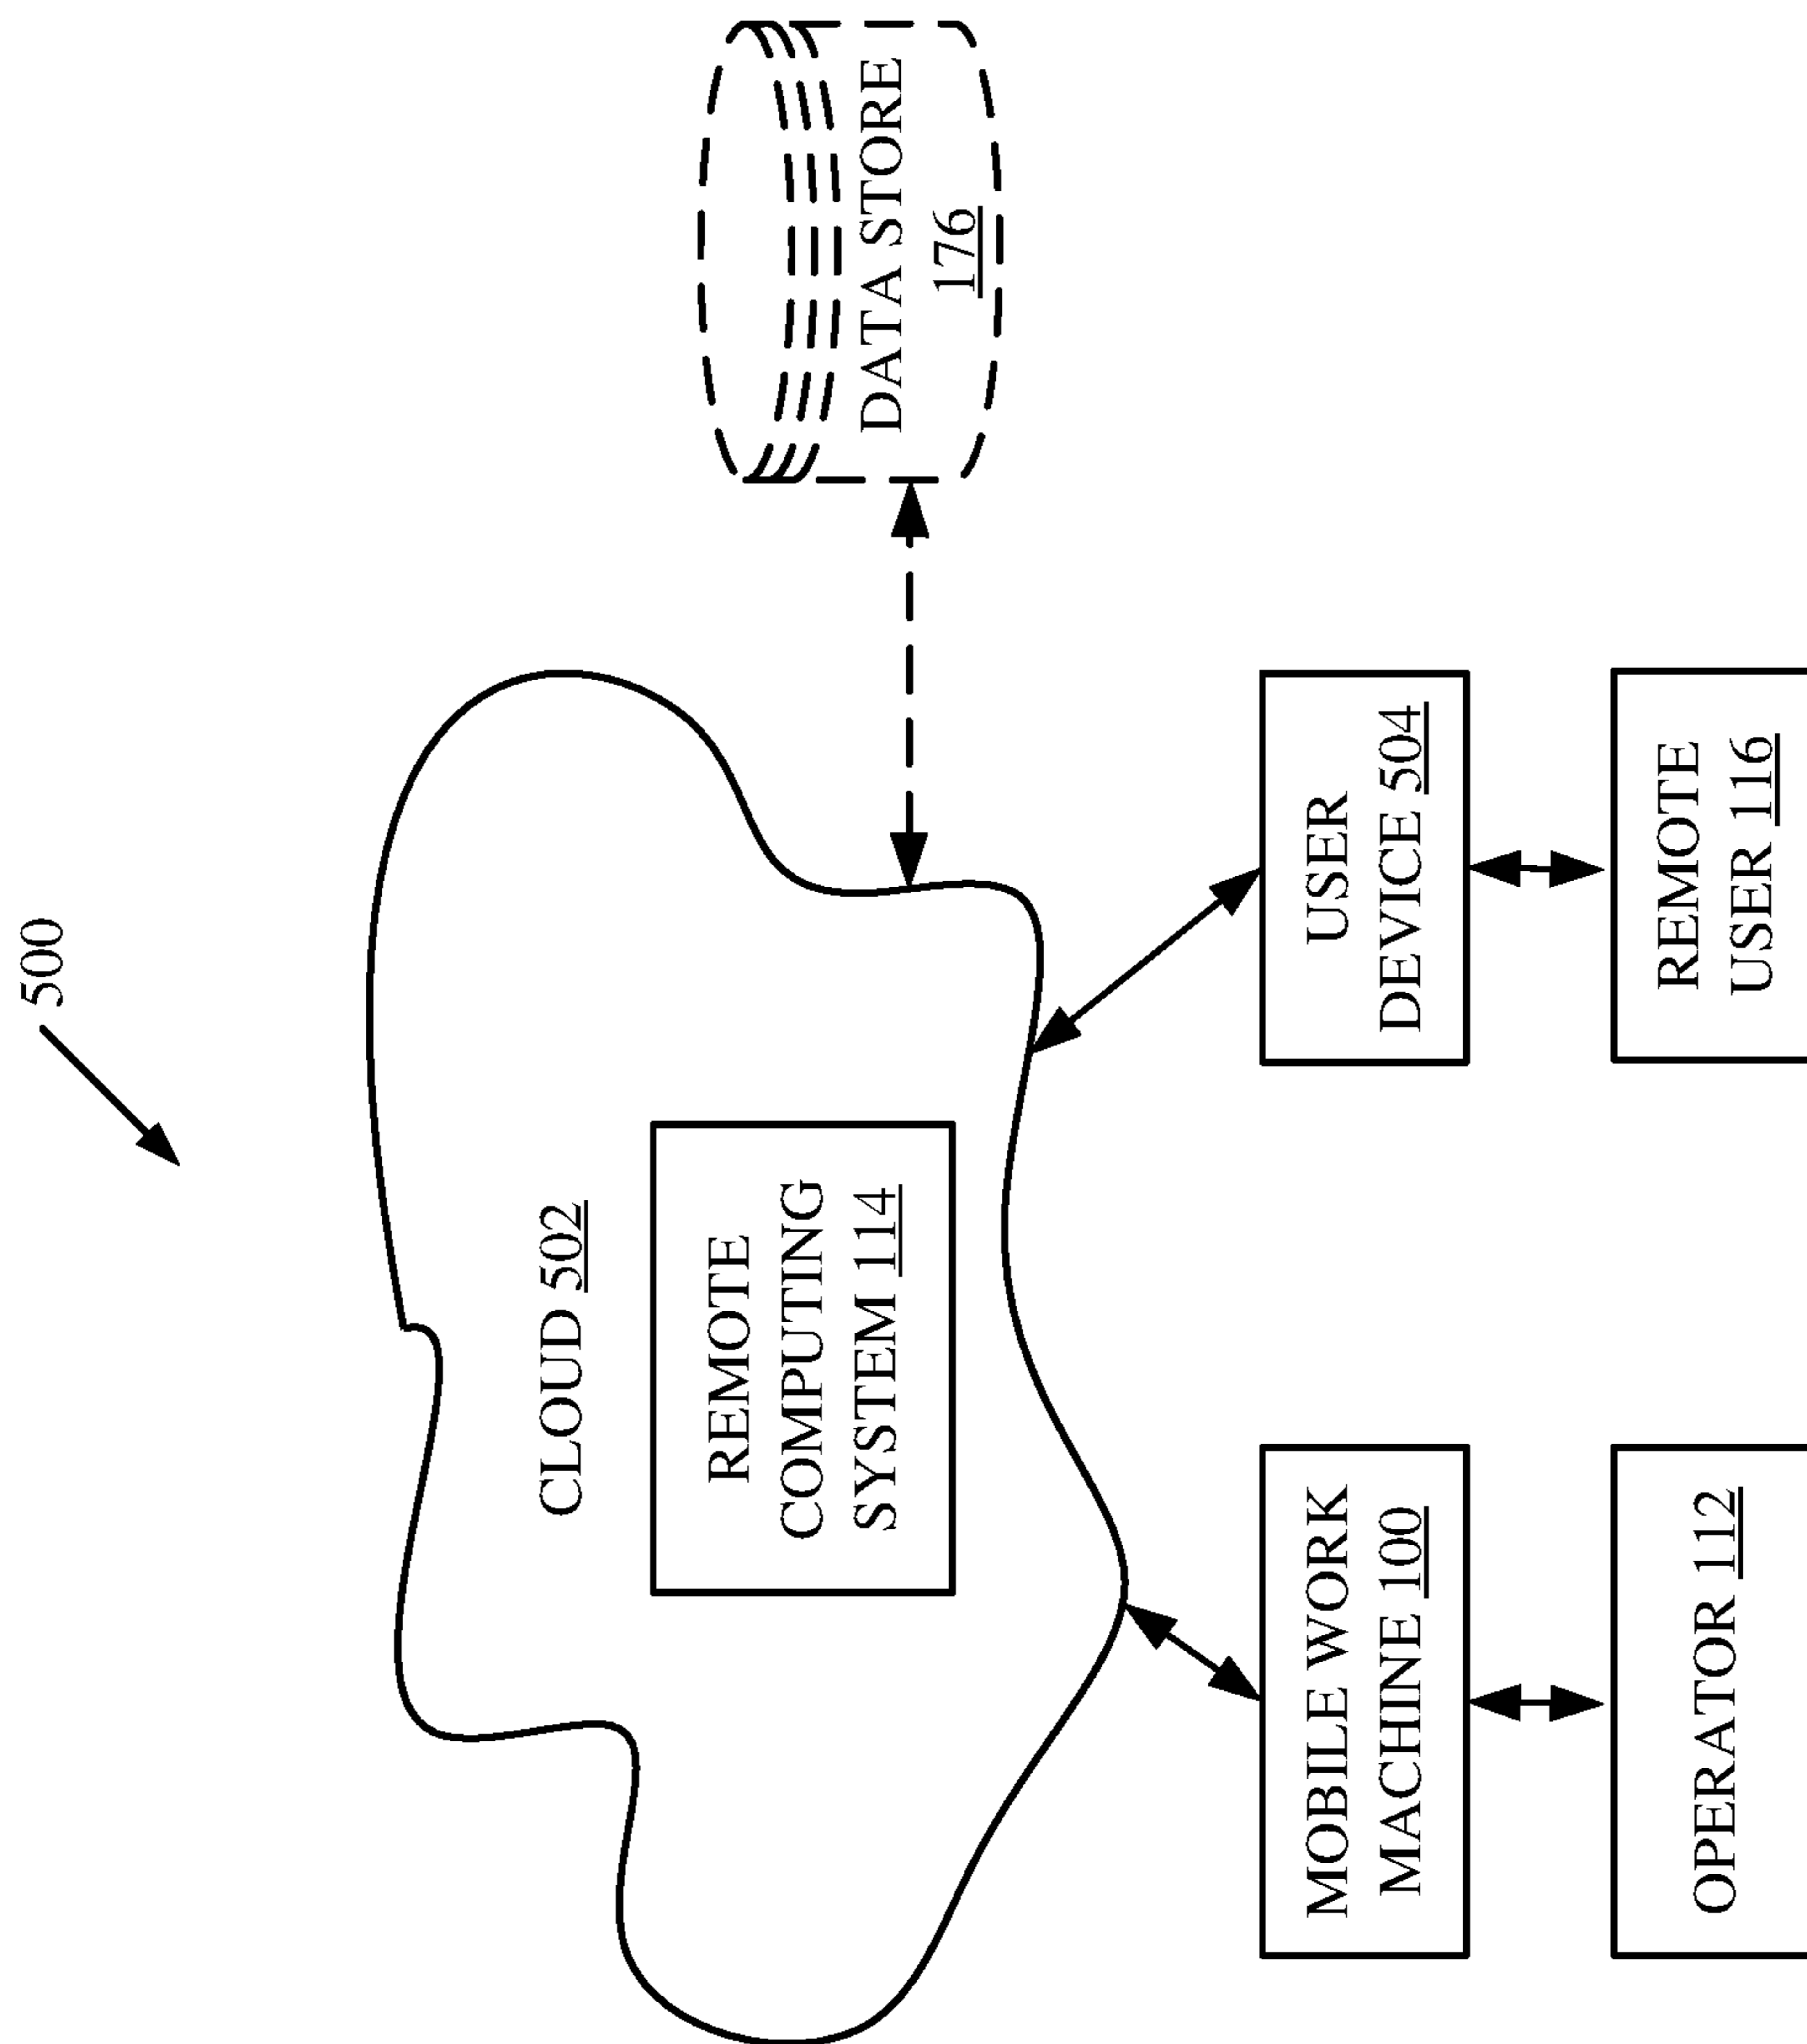 500
CLOUD 502
REMOTE
COMPUTING
SYSTEM 114
DATA STORE
176
MOBILE WORK
MACHINE 100
USER
DEVICE 504
OPERATOR 112
REMOTE
USER 116